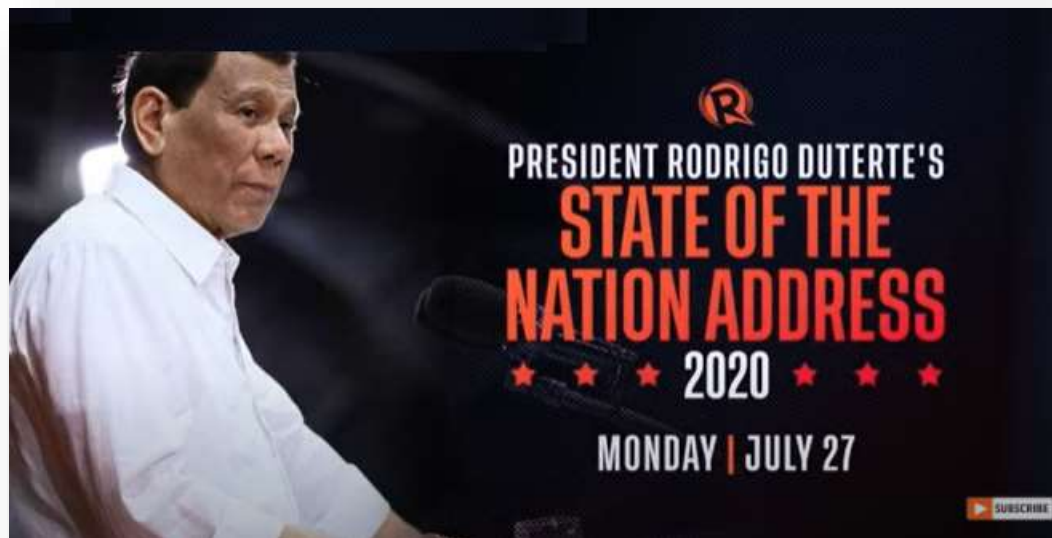 R
PRESIDENT RODRIGO DUTERTE'S
STATE OF THE
NATION ADDRESS
2020
MONDAY | JULY 27
SUBSCRIBE